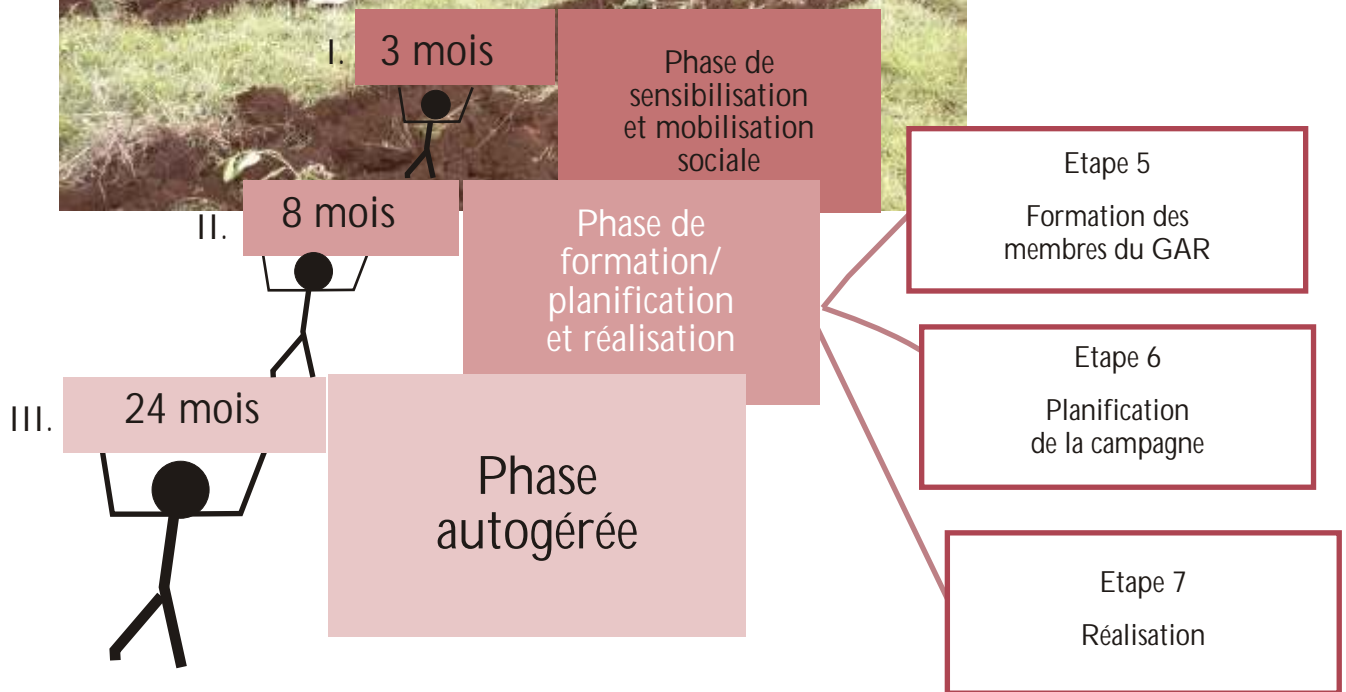 I. 3 mois
Phase de
sensibilisation
et mobilisation
sociale
II. 8 mois
Phase de
formation/
planification
et réalisation
III. 24 mois
Phase
autogérée
Etape 5
Formation des
membres du GAR
Etape 6
Planification
de la campagne
Etape 7
Réalisation